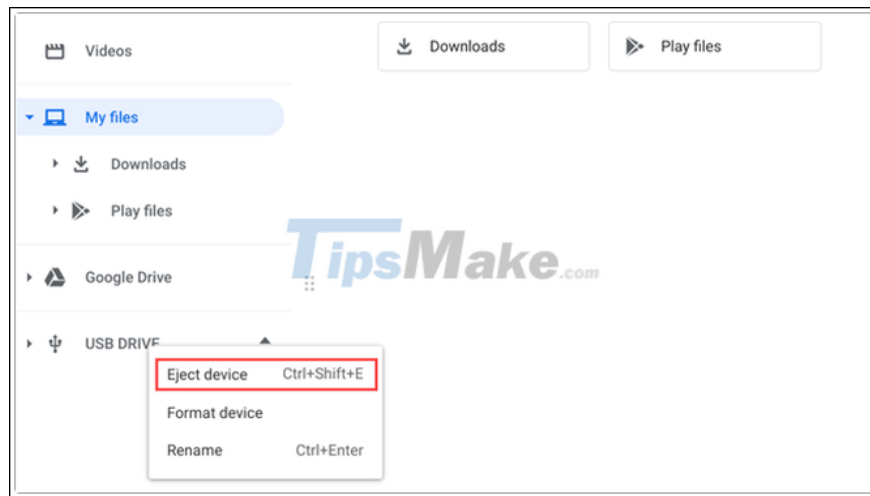 Videos
Downloads
Play files
My files
Downloads
Play files
TipsMake.com
Google Drive
USB DRIVE
Eject device Ctrl+Shift+E
Format device
Rename Ctrl+Enter